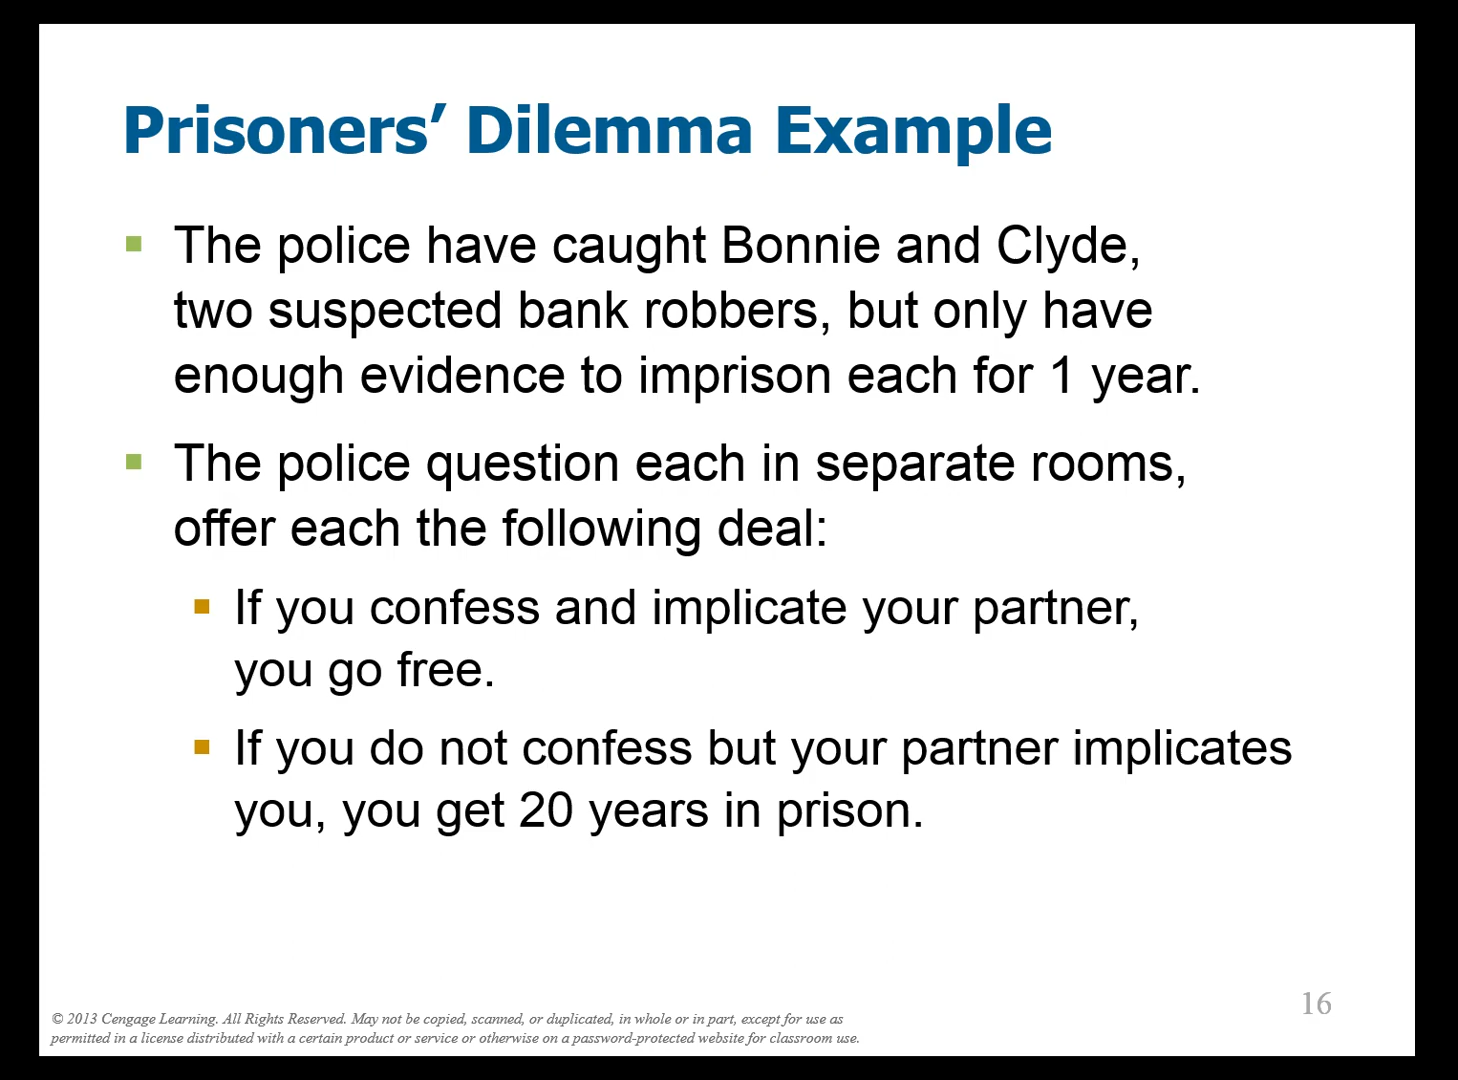 Prisoners’ Dilemma Example
The police have caught Bonnie and Clyde,
two suspected bank robbers, but only have
enough evidence to imprison each for 1 year.
The police question each in separate rooms,
offer each the following deal:
If you confess and implicate your partner,
you go free.
If you do not confess but your partner implicates
you, you get 20 years in prison.
16
© 2013 Cengage Learning. All Rights Reserved. May not be copied, scanned, or duplicated, in whole or in part, except for use as
permitted in a license distributed with a certain product or service or otherwise on a password-protected website for classroom use.